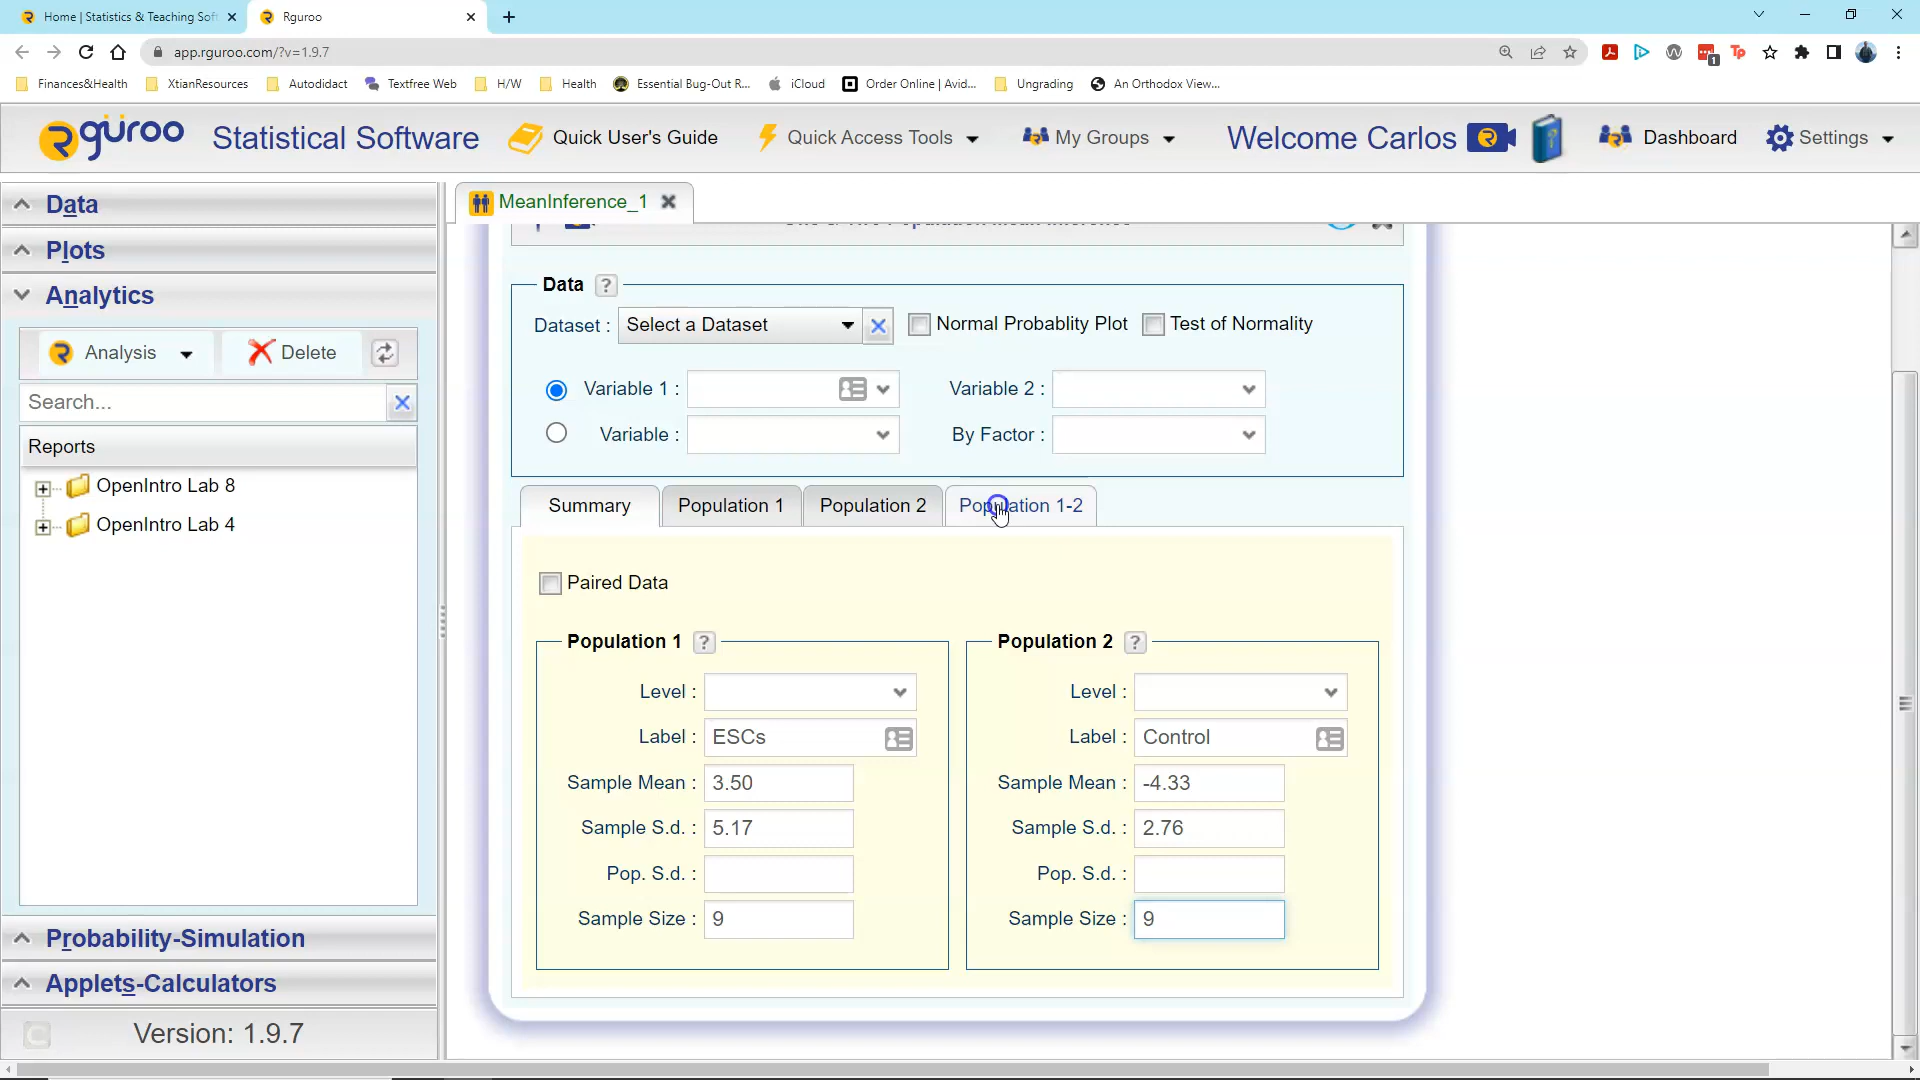 Home | Statistics & Teaching Soft
Rguroo
app.rguroo.com/?v=1.9.7
1
Finances&Health
XtianResources
Autodidact
Textfree Web
H/W
Health
Essential Bug-Out R...
iCloud
Order Online | Avid...
Ungrading
An Orthodox View...
rgüroo
Statistical Software
Quick User's Guide
Quick Access Tools
My Groups
Welcome Carlos
Dashboard
Settings
Data
Plots
Analytics
Analysis
Delete
Search...
Reports
OpenIntro Lab 8
OpenIntro Lab 4
Probability-Simulation
Applets-Calculators
Version: 1.9.7
MeanInference_1
Data ?
Dataset : Select a Dataset
Normal Probablity Plot
Test of Normality
Variable 1 :
Variable 2 :
Variable :
By Factor :
Summary
Population 1
Population 2
Population 1-2
Paired Data
Population 1 ?
Level :
Label : ESCs
Sample Mean : 3.50
Sample S.d. : 5.17
Pop. S.d. :
Sample Size : 9
Population 2 ?
Level :
Label : Control
Sample Mean : -4.33
Sample S.d. : 2.76
Pop. S.d. :
Sample Size : 9